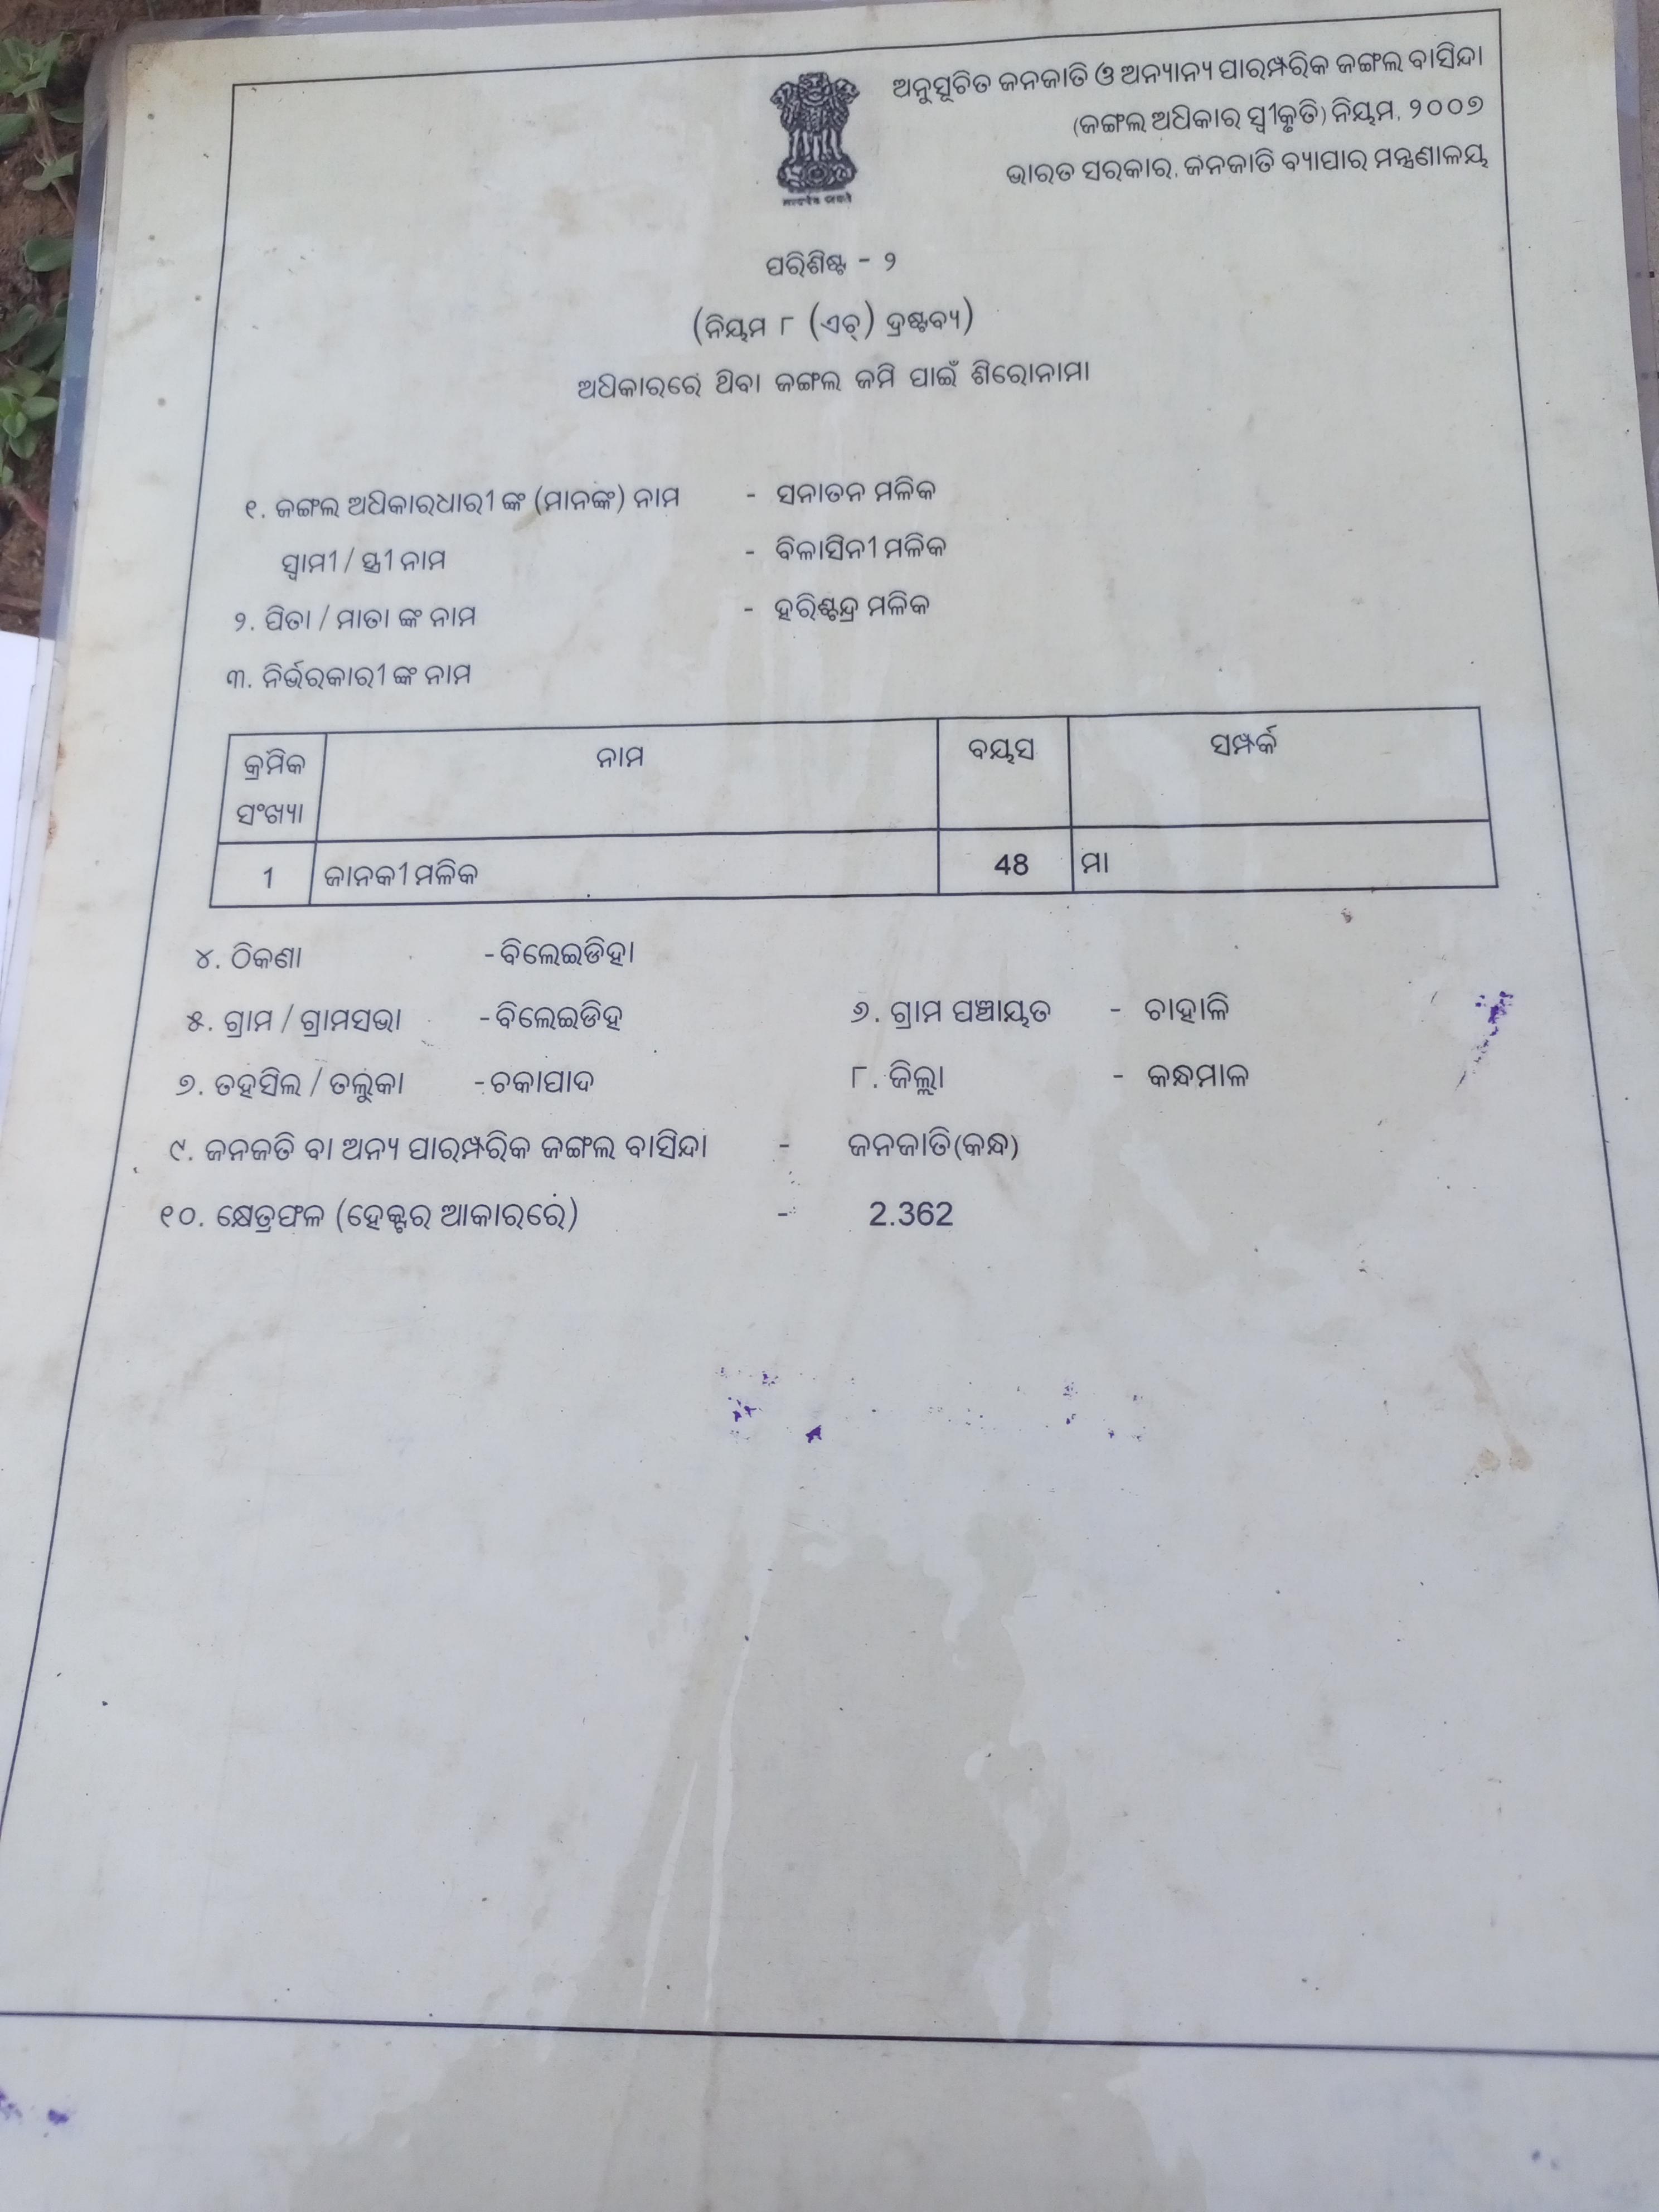 ଅନୁସୂଚିତ ଜନଜାତି ଓ ଅନ୍ୟାନ୍ୟ ପାରମ୍ପରିକ ଜଙ୍ଗଲ ବାସିନ୍ଦା
(ଜଙ୍ଗଲ ଅଧିକାର ସ୍ୱୀକୃତି) ନିୟମ, ୨୦୦୭
ଭାରତ ସରକାର, ଜନଜାତି ବ୍ୟାପାର ମନ୍ତ୍ରଣାଳୟ
ପରିଶିଷ୍ଟ - ୨
(ନିୟମ ୮ (ଏଚ୍) ଦ୍ରଷ୍ଟବ୍ୟ)
ଅଧିକାରରେ ଥିବା ଜଙ୍ଗଲ ଜମି ପାଇଁ ଶିରୋନାମା
୧. ଜଙ୍ଗଲ ଅଧିକାରଧାରୀ ଙ୍କ (ମାନଙ୍କ) ନାମ - ସନାତନ ମଳିକ
ସ୍ୱାମୀ / ସ୍ତ୍ରୀ ନାମ - ବିଳାସିନୀ ମଳିକ
୨. ପିତା / ମାତା ଙ୍କ ନାମ - ହରିଶ୍ଚନ୍ଦ୍ର ମଳିକ
୩. ନିର୍ଭରକାରୀ ଙ୍କ ନାମ
କ୍ରମିକ ସଂଖ୍ୟା ନାମ ବୟସ ସମ୍ପର୍କ
1 ଜାନକୀ ମଳିକ 48 ମା
୪. ଠିକଣା - ବିଲେଇଡିହା
୫. ଗ୍ରାମ / ଗ୍ରାମସଭା - ବିଲେଇଡିହ ୬. ଗ୍ରାମ ପଞ୍ଚାୟତ - ଚାହାଳି
୭. ତହସିଲ / ତଲୁକା - ଚକାପାଦ ୮. ଜିଲ୍ଲା - କନ୍ଧମାଳ
୯. ଜନଜତି ବା ଅନ୍ୟ ପାରମ୍ପରିକ ଜଙ୍ଗଲ ବାସିନ୍ଦା - ଜନଜାତି(କନ୍ଧ)
୧୦. କ୍ଷେତ୍ରଫଳ (ହେକ୍ଟର ଆକାରରେ) - 2.362